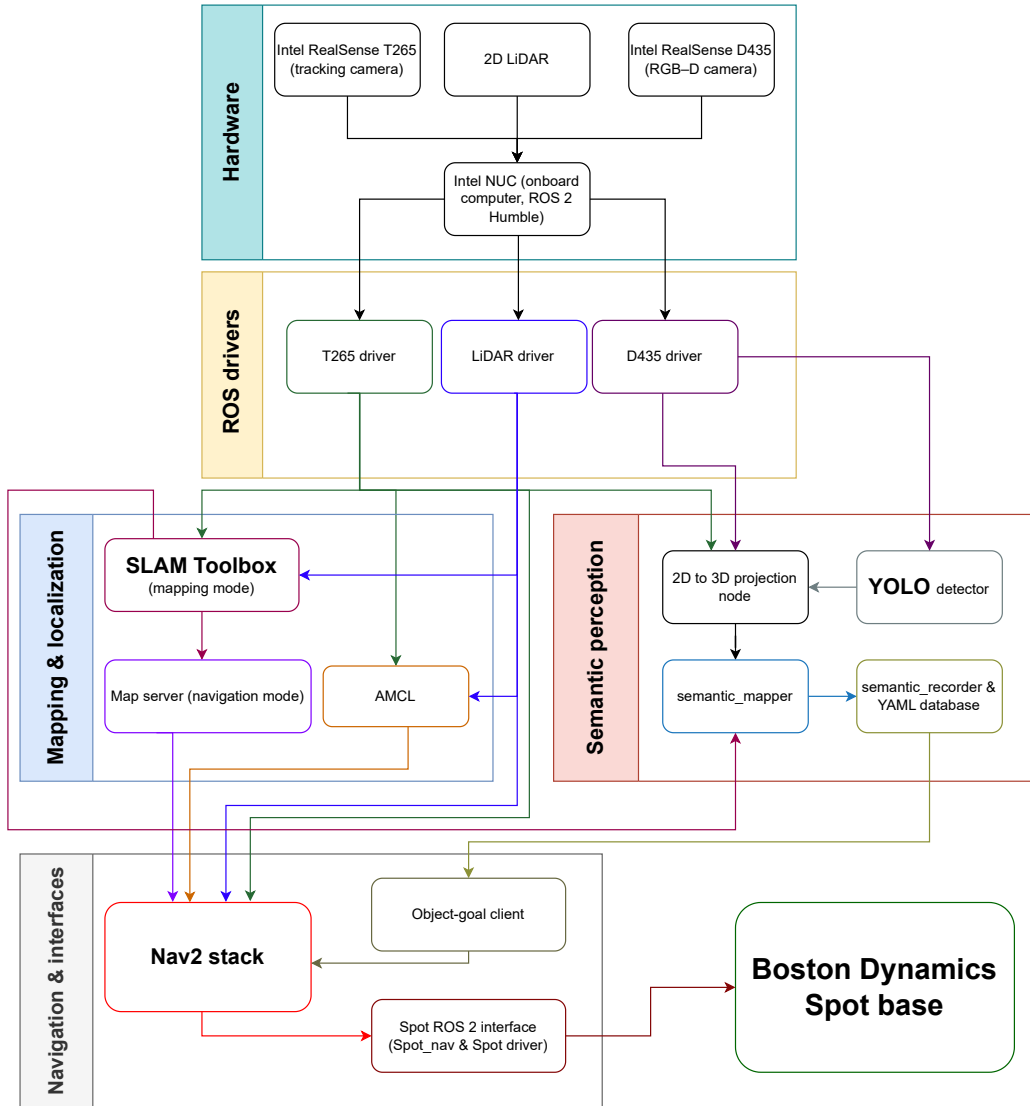 Hardware
Intel RealSense T265
(tracking camera)
2D LiDAR
Intel RealSense D435
(RGB–D camera)
Intel NUC (onboard
computer, ROS 2
Humble)
ROS drivers
T265 driver
LiDAR driver
D435 driver
Mapping & localization
SLAM Toolbox
(mapping mode)
Map server (navigation mode)
AMCL
Semantic perception
2D to 3D projection
node
YOLO detector
semantic_mapper
semantic_recorder &
YAML database
Navigation & interfaces
Nav2 stack
Object-goal client
Spot ROS 2 interface
(Spot_nav & Spot driver)
Boston Dynamics
Spot base